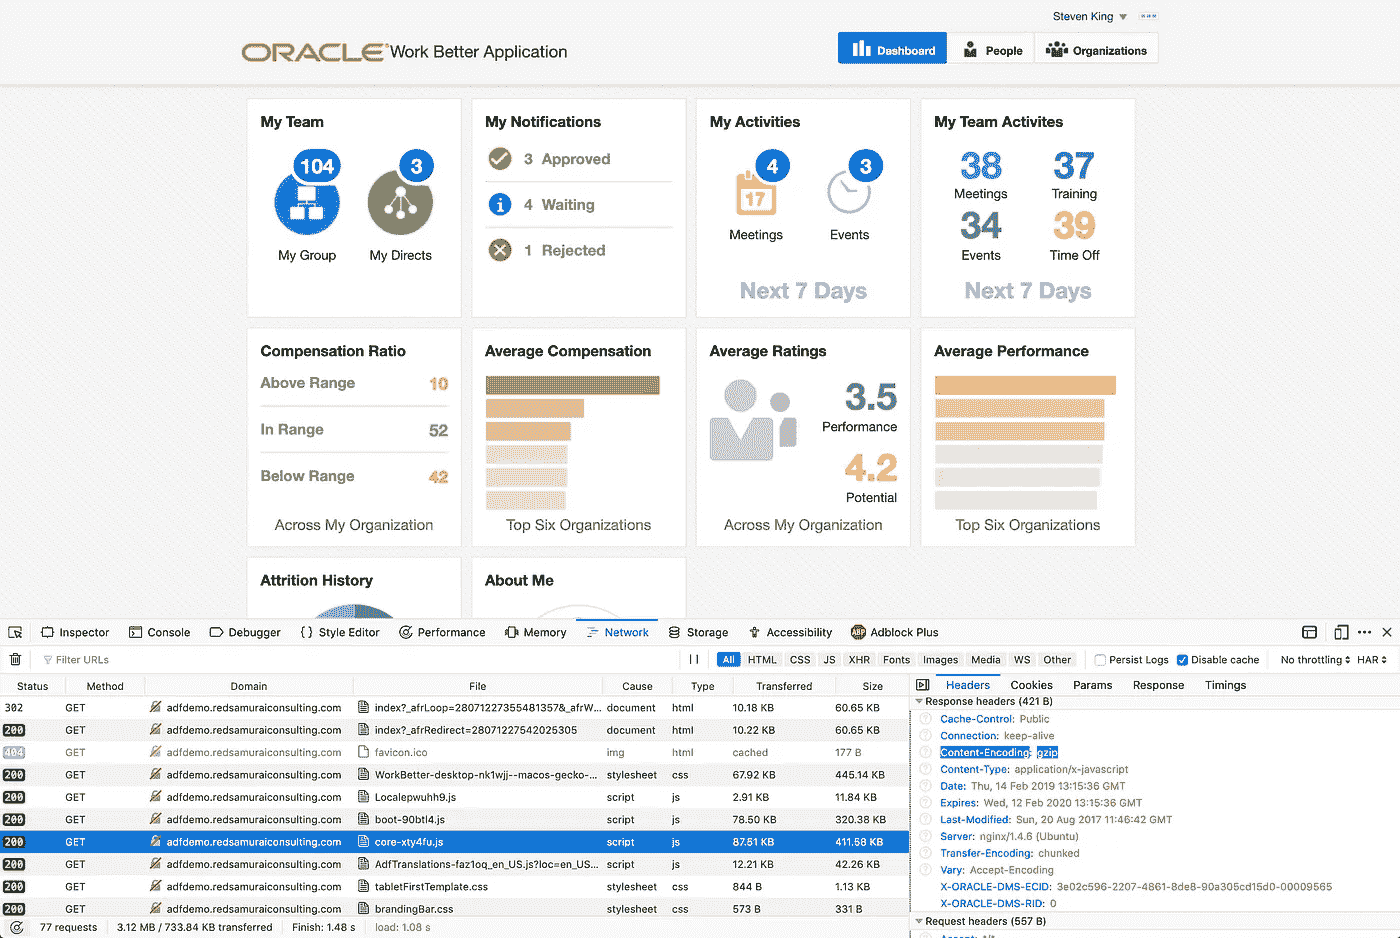 Steven King
ORACLE® Work Better Application
Dashboard People Organizations
My Team
104 3
My Group My Directs
My Notifications
3 Approved
4 Waiting
1 Rejected
My Activities
4 3
17
Meetings Events
Next 7 Days
My Team Activites
38 37
Meetings Training
34 39
Events Time Off
Next 7 Days
Compensation Ratio
Above Range 10
In Range 52
Below Range 42
Across My Organization
Average Compensation
Top Six Organizations
Average Ratings
3.5
Performance
4.2
Potential
Across My Organization
Average Performance
Top Six Organizations
Attrition History
About Me
Inspector Console Debugger {} Style Editor Performance Memory Network Storage Accessibility ABP Adblock Plus
Filter URLs All HTML CSS JS XHR Fonts Images Media WS Other Persist Logs Disable cache No throttling HAR
Status Method Domain File Cause Type Transferred Size
302 GET adfdemo.redsamuraiconsulting.com index?_afrLoop=28071227355481357&_afrW... document html 10.18 KB 60.65 KB
200 GET adfdemo.redsamuraiconsulting.com index?_afrRedirect=28071227542025305 document html 10.22 KB 60.65 KB
404 GET adfdemo.redsamuraiconsulting.com favicon.ico img html cached 177 B
200 GET adfdemo.redsamuraiconsulting.com WorkBetter-desktop-nk1wjj--macos-gecko-... stylesheet css 67.92 KB 445.14 KB
200 GET adfdemo.redsamuraiconsulting.com Localepwuhh9.js script js 2.91 KB 11.84 KB
200 GET adfdemo.redsamuraiconsulting.com boot-90btl4.js script js 78.50 KB 320.38 KB
200 GET adfdemo.redsamuraiconsulting.com core-xty4fu.js script js 87.51 KB 411.58 KB
200 GET adfdemo.redsamuraiconsulting.com AdfTranslations-faz1oq_en_US.js?loc=en_US... script js 12.21 KB 42.26 KB
200 GET adfdemo.redsamuraiconsulting.com tabletFirstTemplate.css stylesheet css 844 B 1.13 KB
200 GET adfdemo.redsamuraiconsulting.com brandingBar.css stylesheet css 573 B 331 B
77 requests 3.12 MB / 733.84 KB transferred Finish: 1.48 s load: 1.08 s
Headers Cookies Params Response Timings
Response headers (421 B)
Cache-Control: Public
Connection: keep-alive
Content-Encoding: gzip
Content-Type: application/x-javascript
Date: Thu, 14 Feb 2019 13:15:36 GMT
Expires: Wed, 12 Feb 2020 13:15:36 GMT
Last-Modified: Sun, 20 Aug 2017 11:46:42 GMT
Server: nginx/1.4.6 (Ubuntu)
Transfer-Encoding: chunked
Vary: Accept-Encoding
X-ORACLE-DMS-ECID: 3e02c596-2207-4861-8de8-90a305cd15d0-00009565
X-ORACLE-DMS-RID: 0
Request headers (557 B)